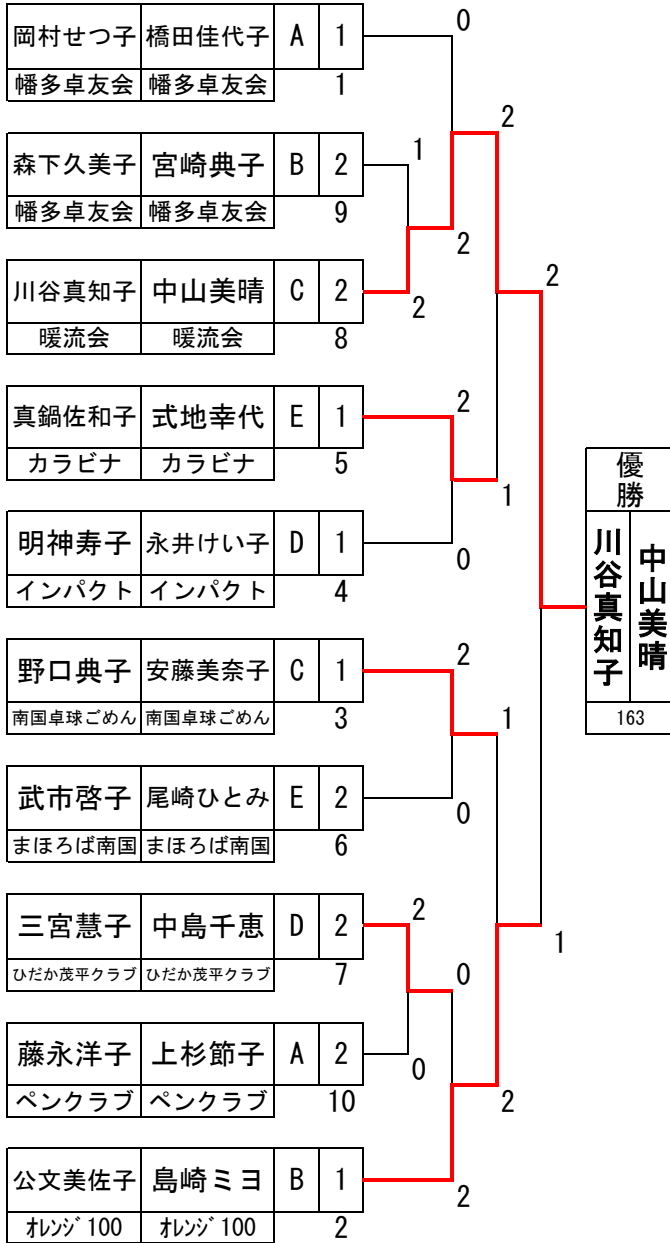 岡村せつ子 橋田佳代子 A 1
幡多卓友会 幡多卓友会 1
0
2
森下久美子 宮崎典子 B 2
幡多卓友会 幡多卓友会 9
1
2
川谷真知子 中山美晴 C 2
暖流会 暖流会 8
2
2
真鍋佐和子 式地幸代 E 1
カラビナ カラビナ 5
2
1
明神寿子 永井けい子 D 1
インパクト インパクト 4
0
野口典子 安藤美奈子 C 1
南国卓球ごめん 南国卓球ごめん 3
2
1
武市啓子 尾崎ひとみ E 2
まほろば南国 まほろば南国 6
0
三宮慧子 中島千恵 D 2
ひだか茂平クラブ ひだか茂平クラブ 7
2
0
1
藤永洋子 上杉節子 A 2
ペンクラブ ペンクラブ 10
0
2
公文美佐子 島崎ミヨ B 1
オレンジ100 オレンジ100 2
2
優勝
川谷真知子
中山美晴
163